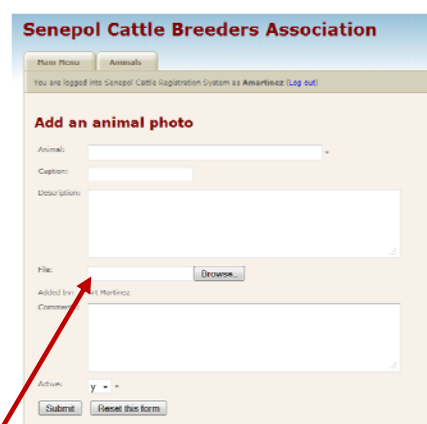 Senepol Cattle Breeders Association
Main Menu Animals
You are logged into Senepol Cattle Registration System as Amartinez (Log out)
Add an animal photo
Animal: *
Caption:
Description:
File: Browse...
Added by: Martinez
Comments:
Active: y *
Submit Reset this form